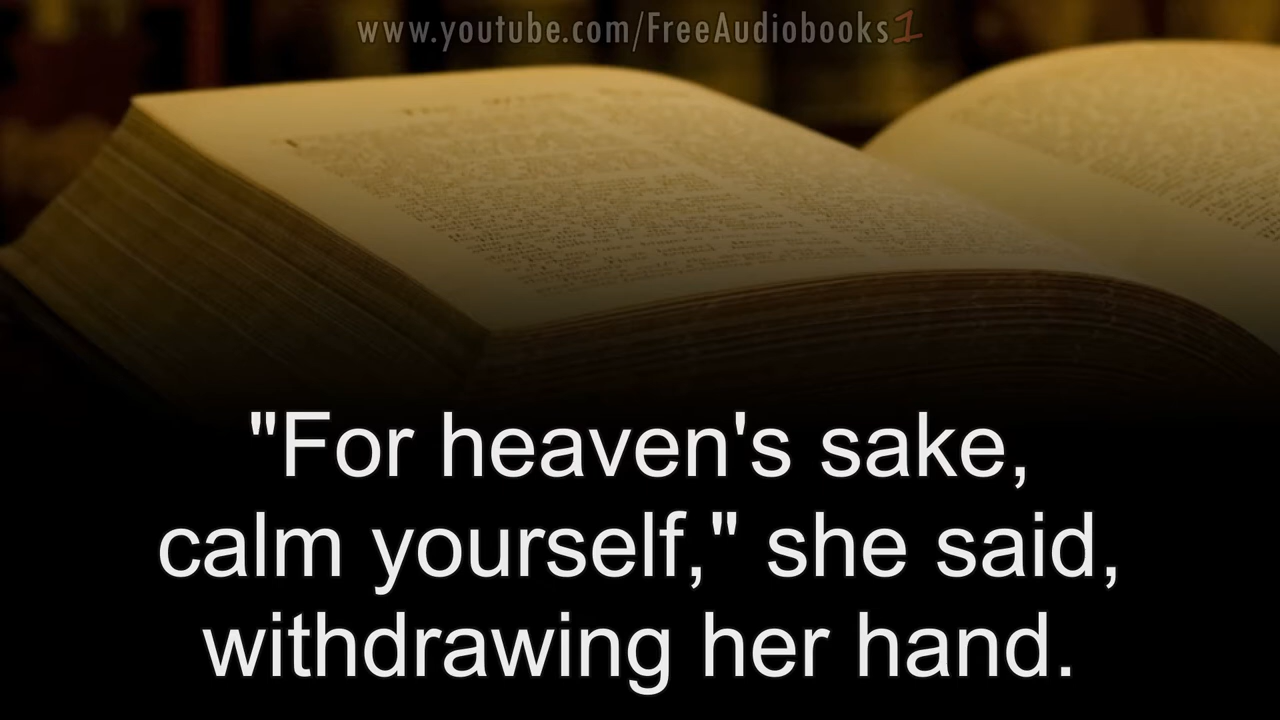 www.youtube.com/FreeAudiobooks1
"For heaven's sake,
calm yourself," she said,
withdrawing her hand.